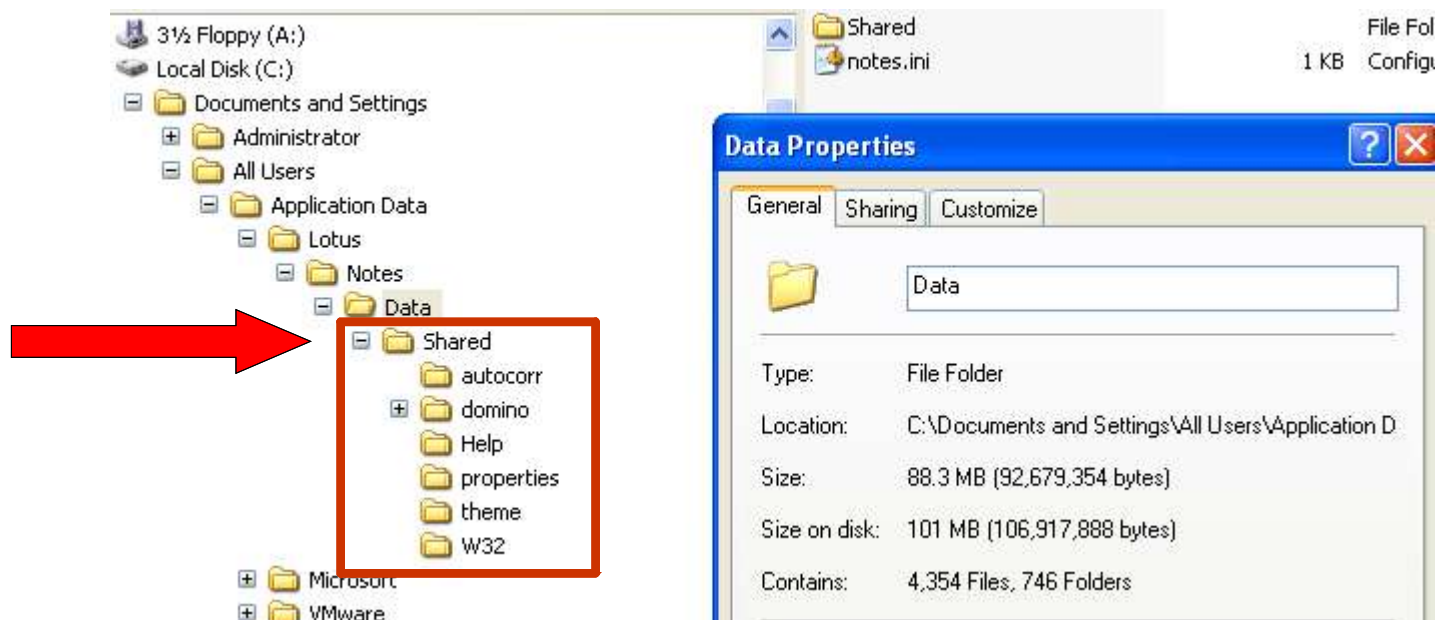 3½ Floppy (A:)
Local Disk (C:)
Documents and Settings
Administrator
All Users
Application Data
Lotus
Notes
Data
Shared
autocorr
domino
Help
properties
theme
W32
Microsoft
VMware
Shared File Fol
notes.ini 1 KB Configu
Data Properties
General Sharing Customize
Data
Type: File Folder
Location: C:\Documents and Settings\All Users\Application D
Size: 88.3 MB (92,679,354 bytes)
Size on disk: 101 MB (106,917,888 bytes)
Contains: 4,354 Files, 746 Folders